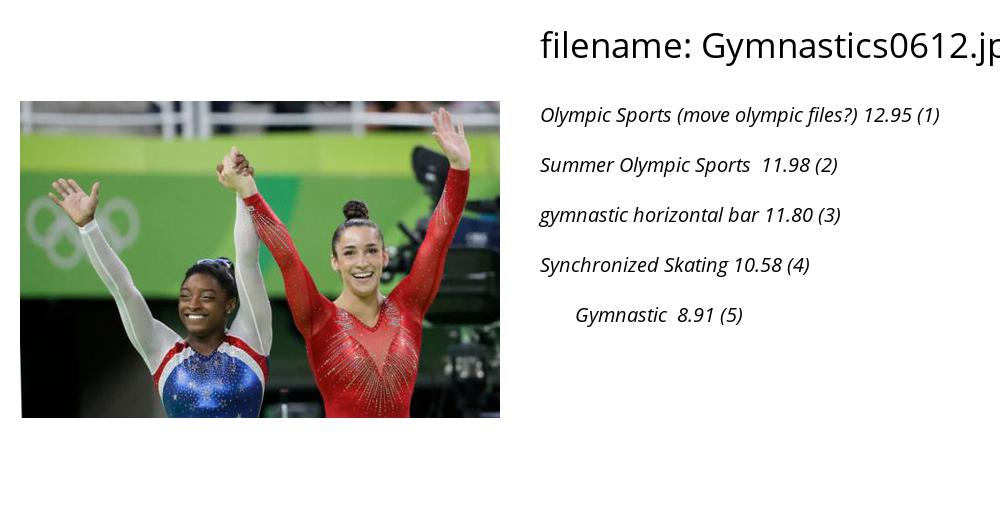 filename: Gymnastics0612.jp
Olympic Sports (move olympic files?) 12.95 (1)
Summer Olympic Sports 11.98 (2)
gymnastic horizontal bar 11.80 (3)
Synchronized Skating 10.58 (4)
Gymnastic 8.91 (5)